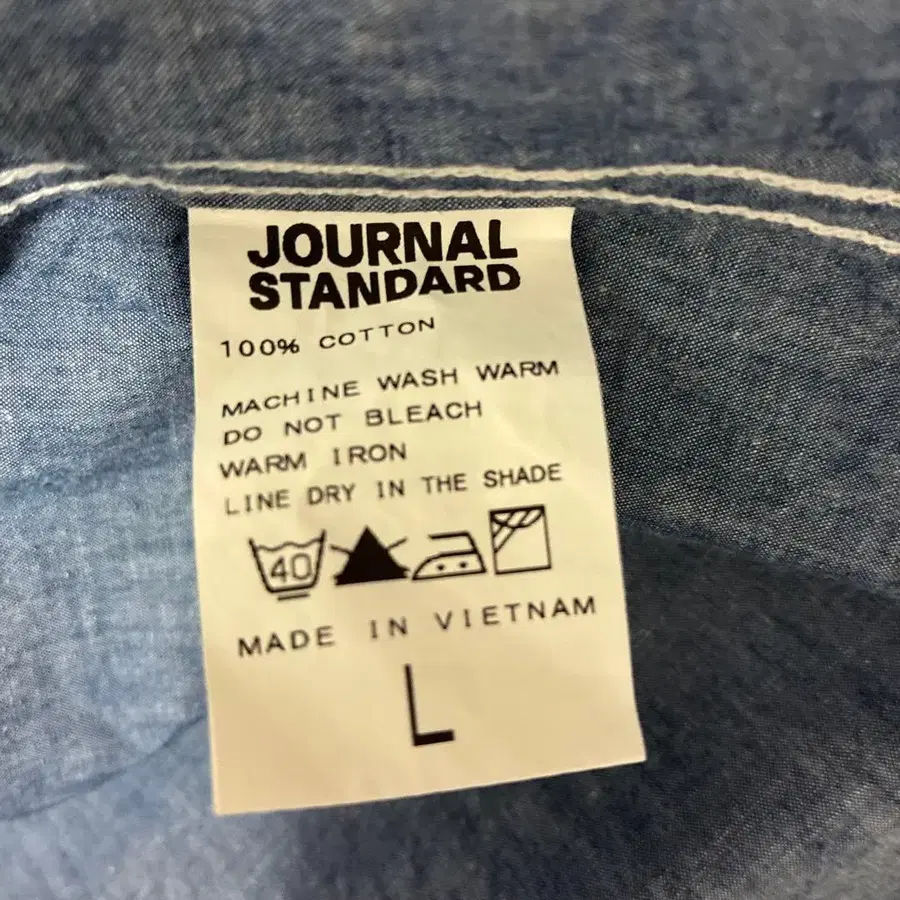 JOURNAL
STANDARD
100% COTTON
MACHINE WASH WARM
DO NOT BLEACH
WARM IRON
LINE DRY IN THE SHADE
40
MADE IN VIETNAM
L